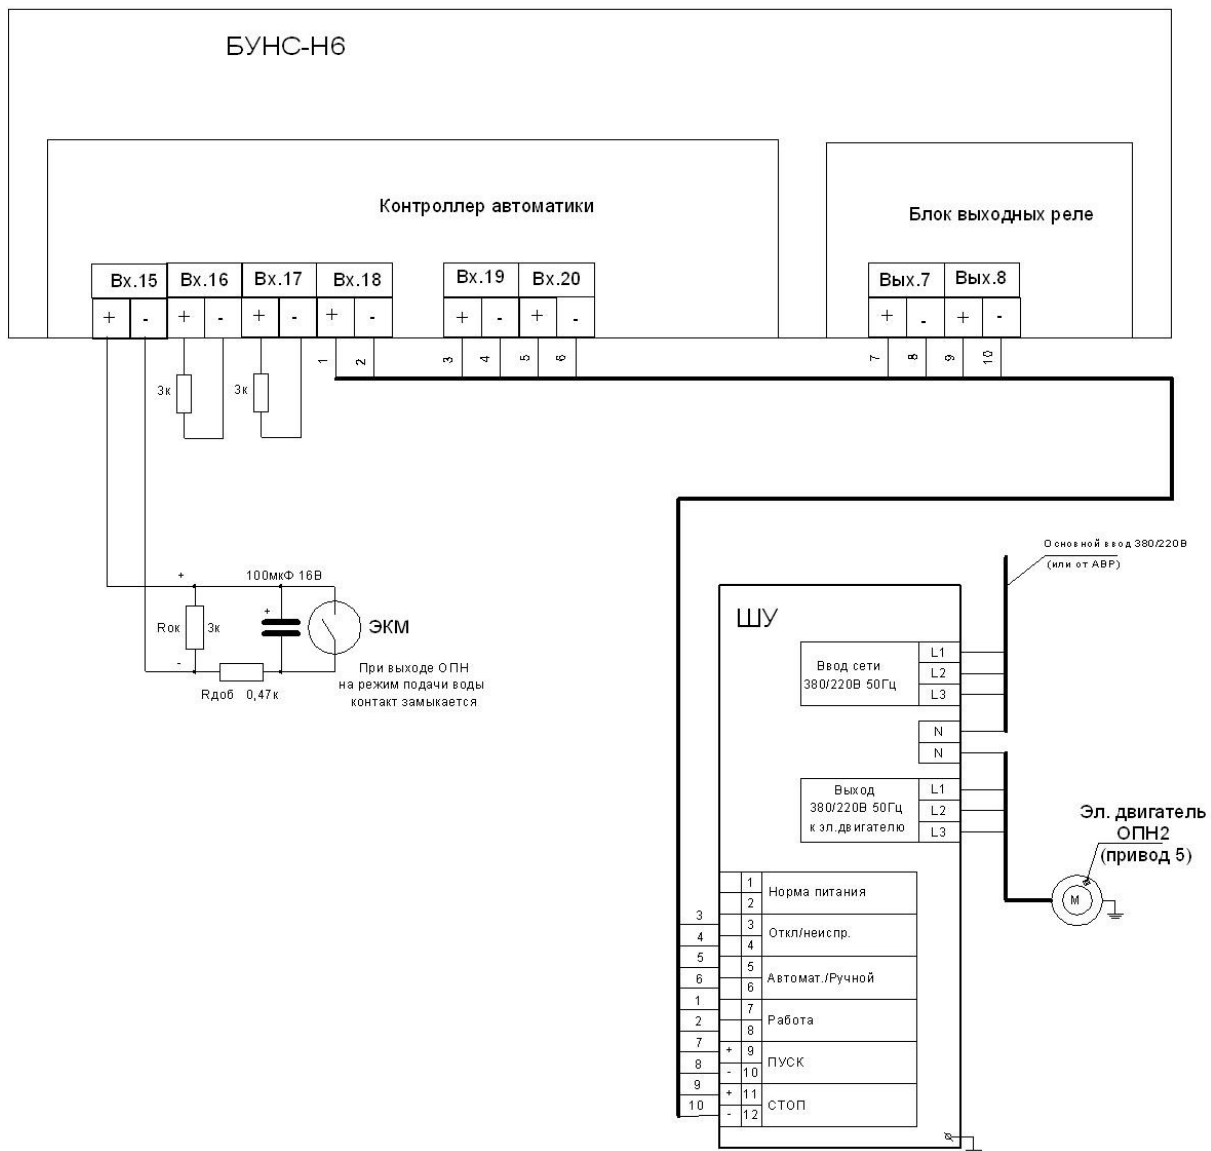 БУНС-Н6
Контроллер автоматики
Блок выходных реле
Вх.15 Вх.16 Вх.17 Вх.18 Вх.19 Вх.20
+ - + - + - + - + - + -
Вых.7 Вых.8
+ - + -
1 2 3 4 5 6 7 8 9 10
3к 3к
+ 100мкФ 16В
Rок 3к + ЭКМ
-
Rдоб 0,47к
При выходе ОПН
на режим подачи воды
контакт замыкается
Основной ввод 380/220В
(или от АВР)
ШУ
Ввод сети
380/220В 50Гц
L1
L2
L3
N
N
Выход
380/220В 50Гц
к эл.двигателю
L1
L2
L3
Эл. двигатель
ОПН2
(привод 5)
М
1
2
Норма питания
3 3
4 4
Откл/неиспр.
5 5
6 6
Автомат./Ручной
1 7
2 8
Работа
7 + 9
8 - 10
ПУСК
9 + 11
10 - 12
СТОП